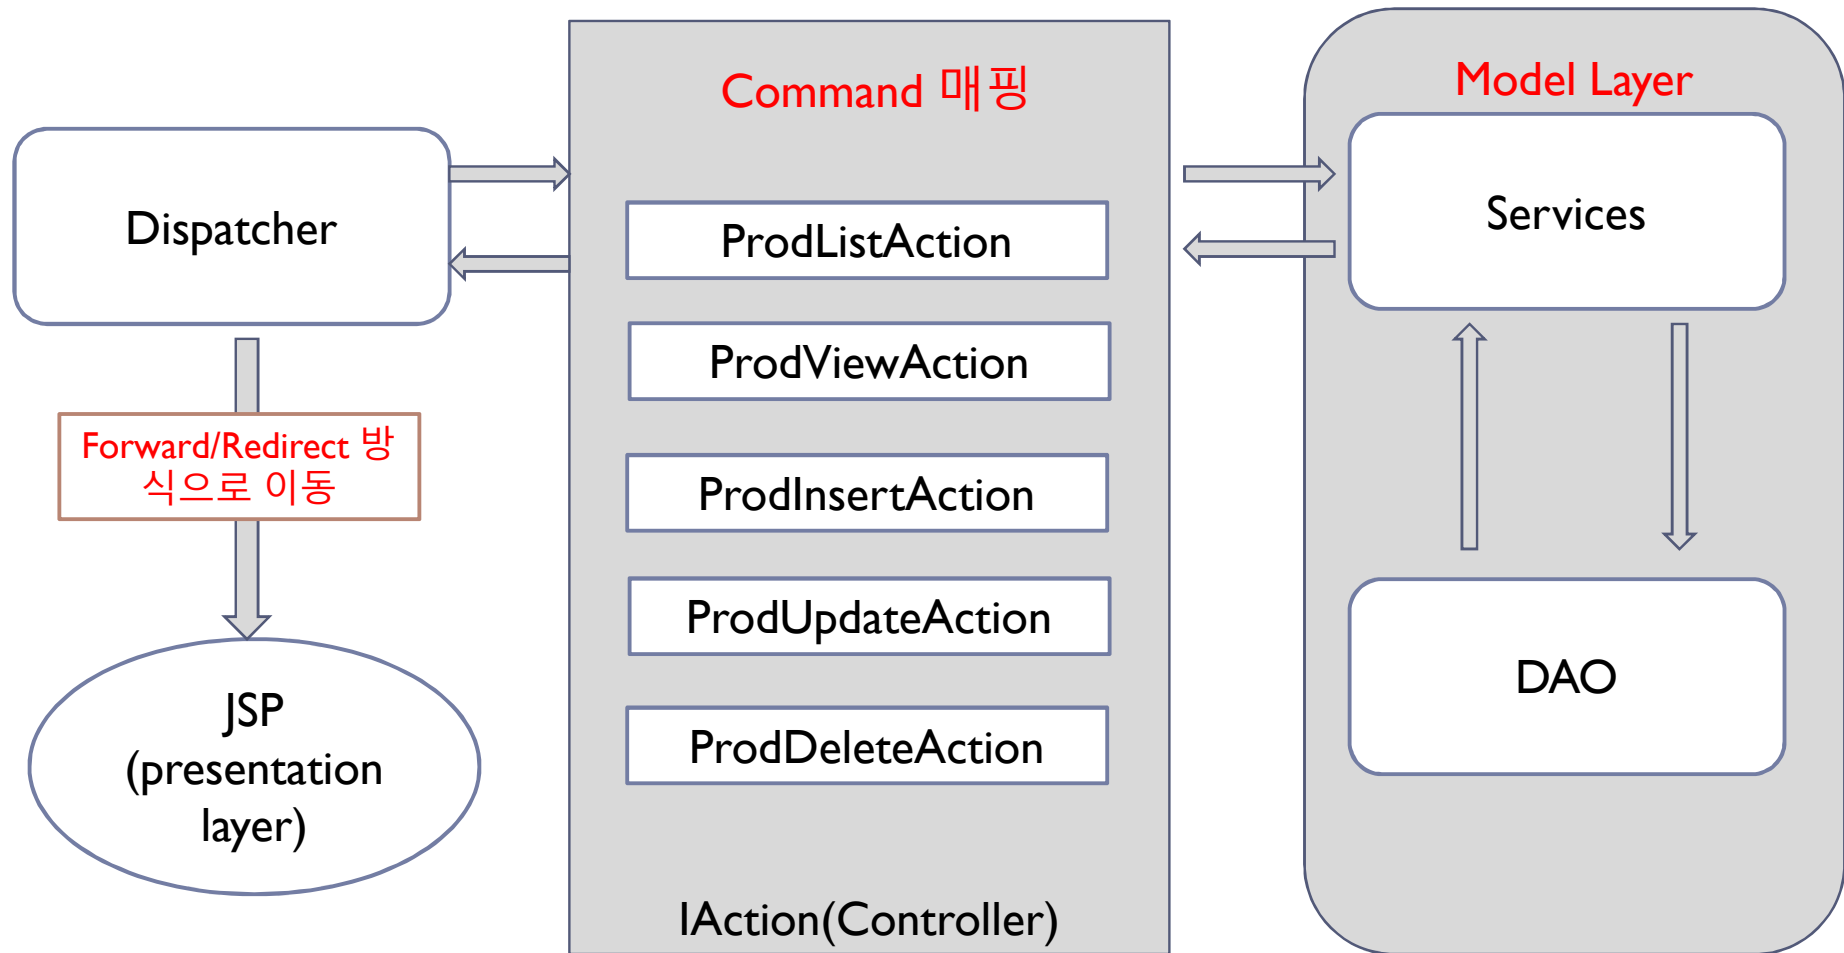 Command 매핑
Model Layer
Dispatcher
Services
ProdListAction
ProdViewAction
Forward/Redirect 방
식으로 이동
ProdInsertAction
ProdUpdateAction
DAO
JSP
(presentation
layer)
ProdDeleteAction
IAction(Controller)